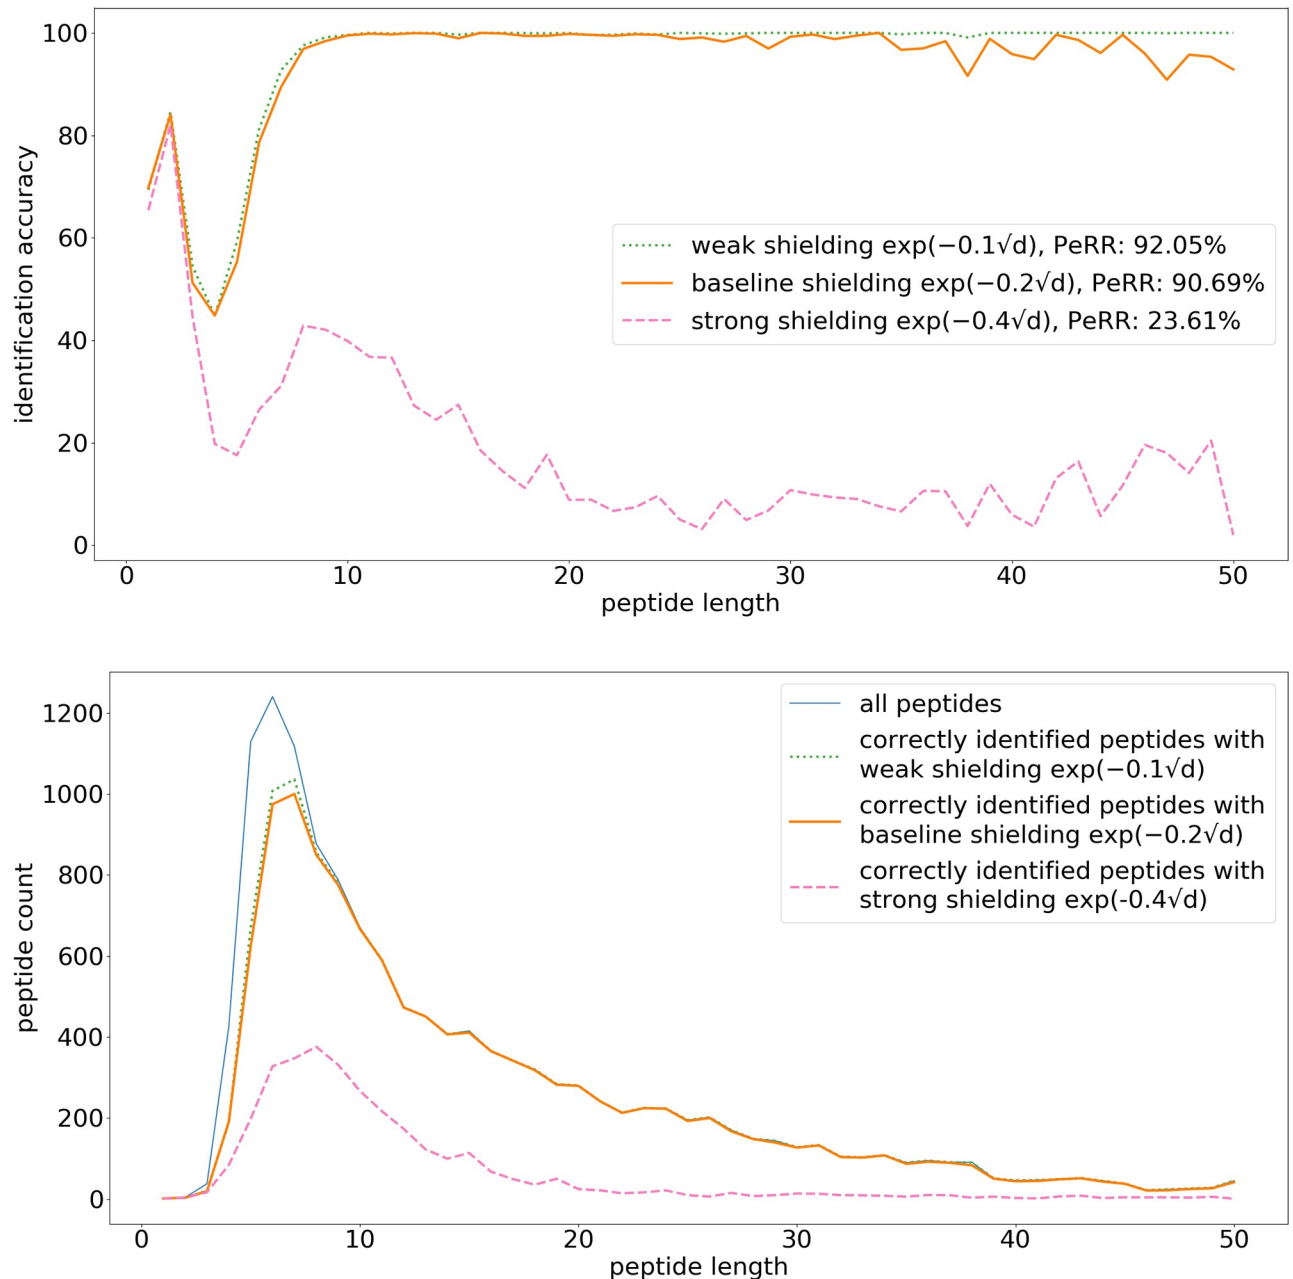 100
80
60
40
20
0
identification accuracy
weak shielding exp(−0.1√d), PeRR: 92.05%
baseline shielding exp(−0.2√d), PeRR: 90.69%
strong shielding exp(−0.4√d), PeRR: 23.61%
0 10 20 30 40 50
peptide length
1200
1000
800
600
400
200
0
peptide count
all peptides
correctly identified peptides with
weak shielding exp(−0.1√d)
correctly identified peptides with
baseline shielding exp(−0.2√d)
correctly identified peptides with
strong shielding exp(-0.4√d)
0 10 20 30 40 50
peptide length